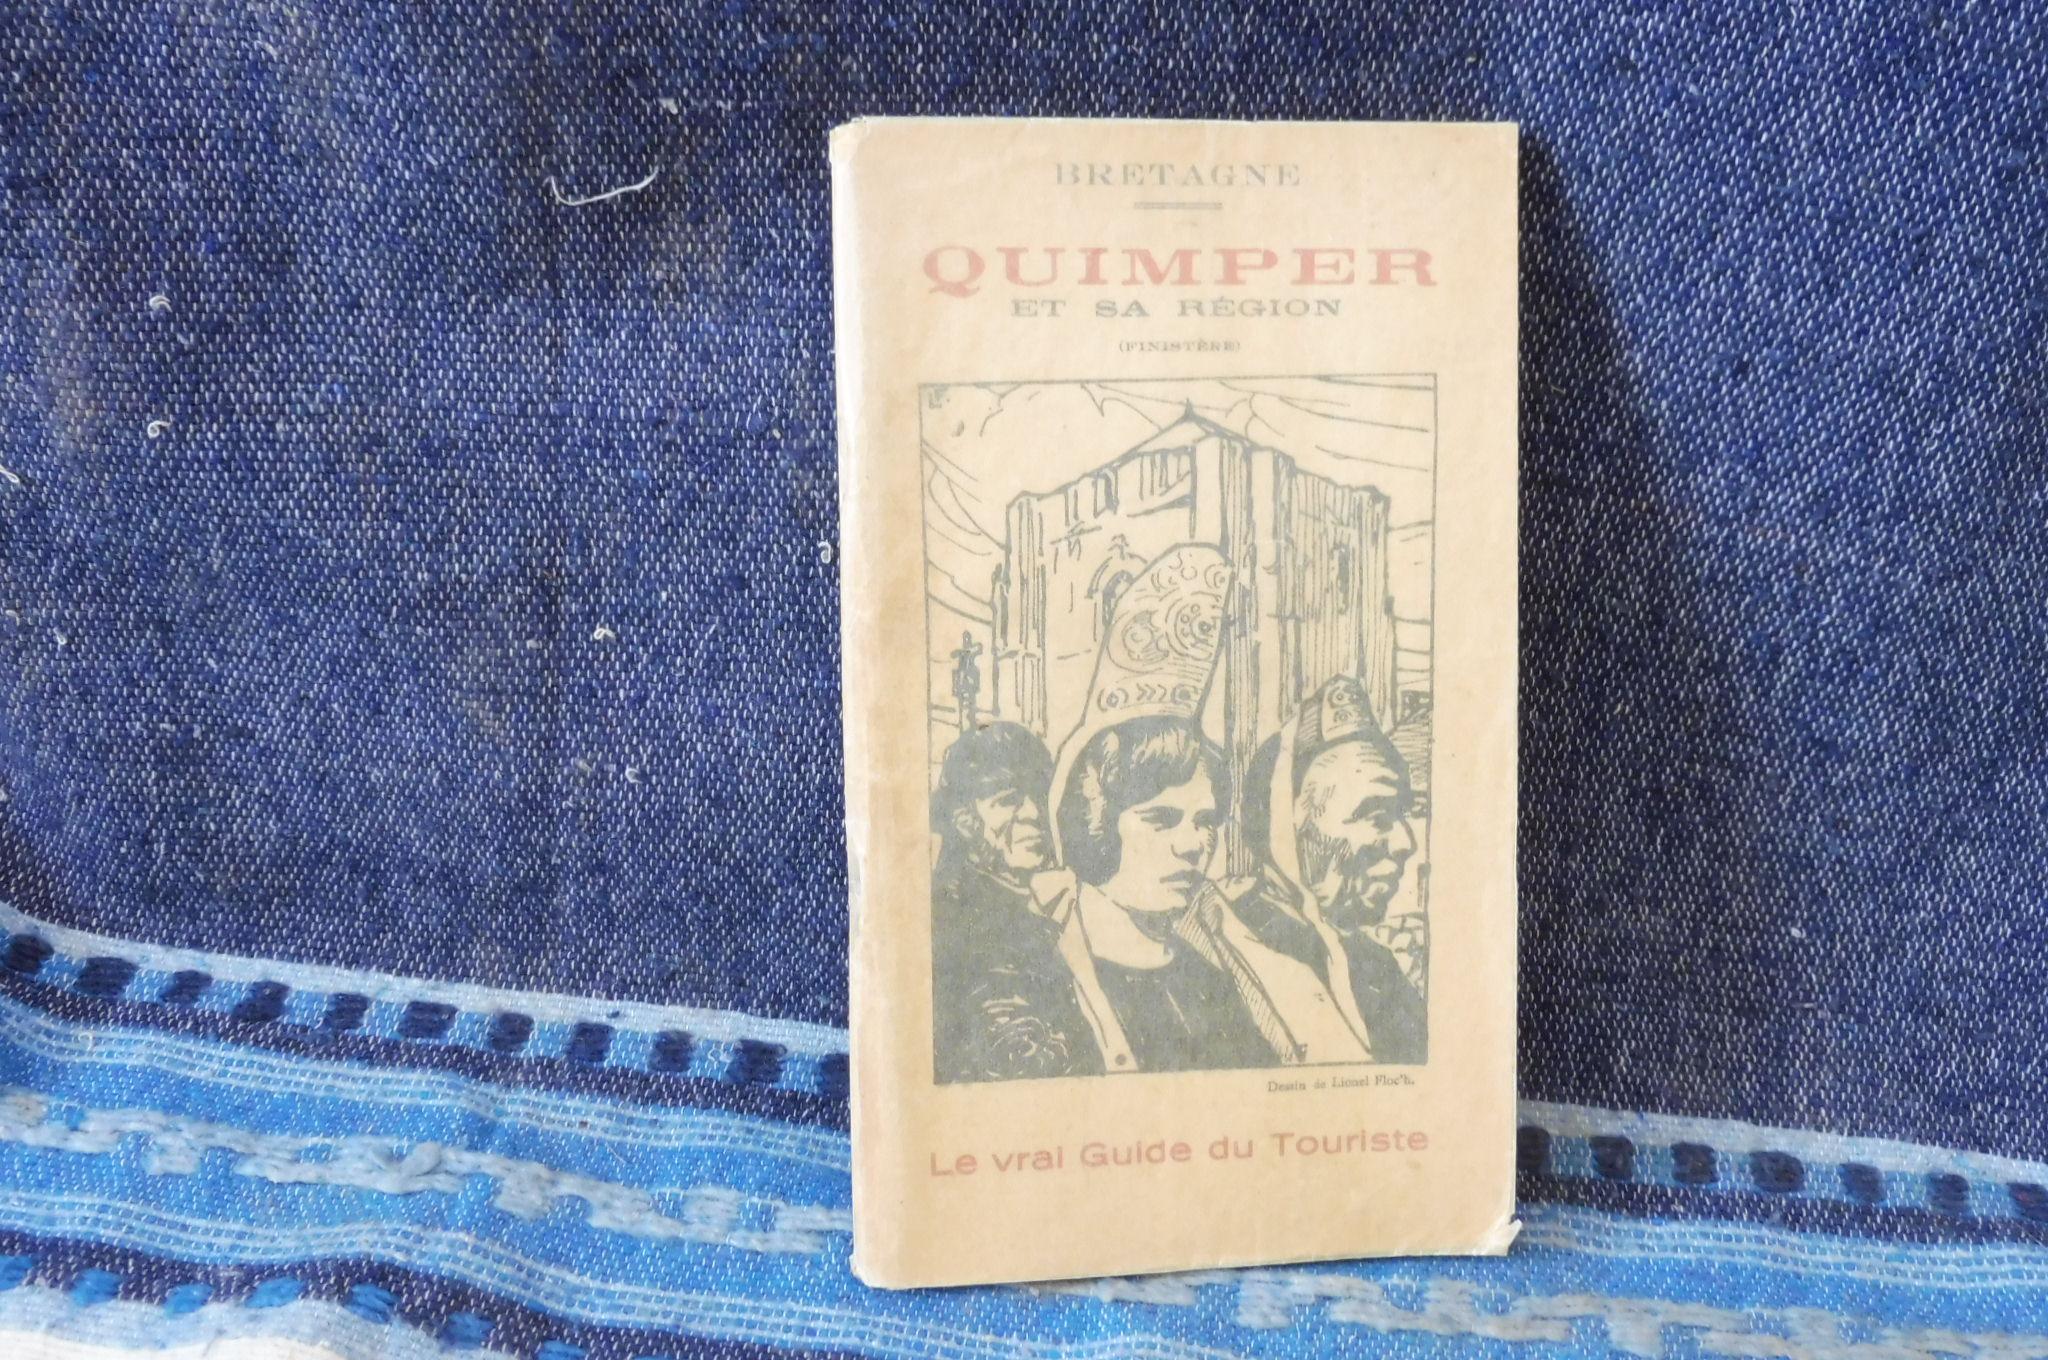 BRETAGNE
QUIMPER
ET SA RÉGION
(FINISTÈRE)
Dessin de Lionel Floc'h.
Le vrai Guide du Touriste